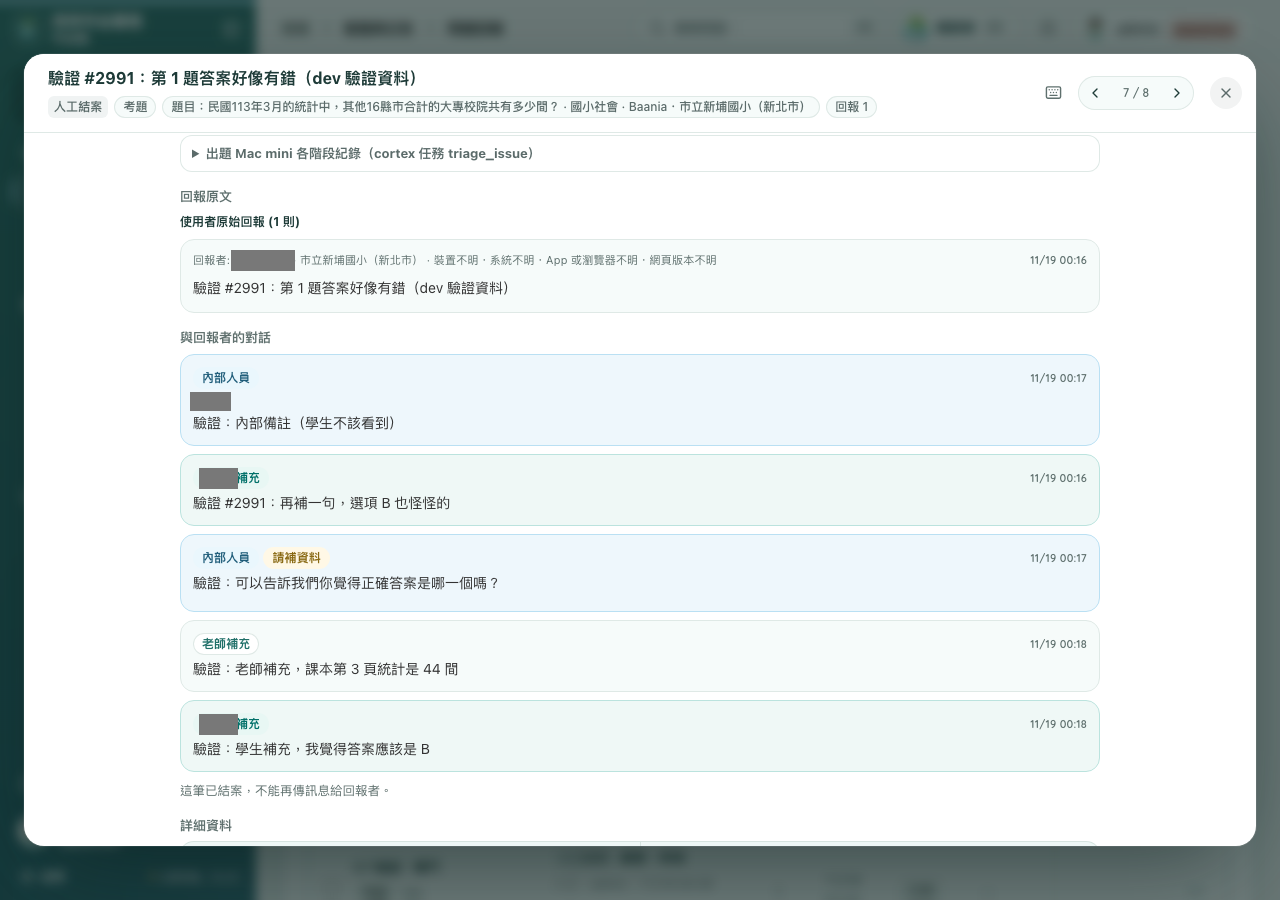 驗證 #2991：第 1 題答案好像有錯（dev 驗證資料）
人工結案 考題 題目：民國113年3月的統計中，其他16縣市合計的大專校院共有多少間？ · 國小社會 · Baania · 市立新埔國小（新北市） 回報 1
7 / 8
▶ 出題 Mac mini 各階段紀錄（cortex 任務 triage_issue）
回報原文
使用者原始回報 (1 則)
回報者: 市立新埔國小（新北市） · 裝置不明 · 系統不明 · App 或瀏覽器不明 · 網頁版本不明 11/19 00:16
驗證 #2991：第 1 題答案好像有錯（dev 驗證資料）
與回報者的對話
內部人員 11/19 00:17
驗證：內部備註（學生不該看到）
補充 11/19 00:16
驗證 #2991：再補一句，選項 B 也怪怪的
內部人員 請補資料 11/19 00:17
驗證：可以告訴我們你覺得正確答案是哪一個嗎？
老師補充 11/19 00:18
驗證：老師補充，課本第 3 頁統計是 44 間
補充 11/19 00:18
驗證：學生補充，我覺得答案應該是 B
這筆已結案，不能再傳訊息給回報者。
詳細資料